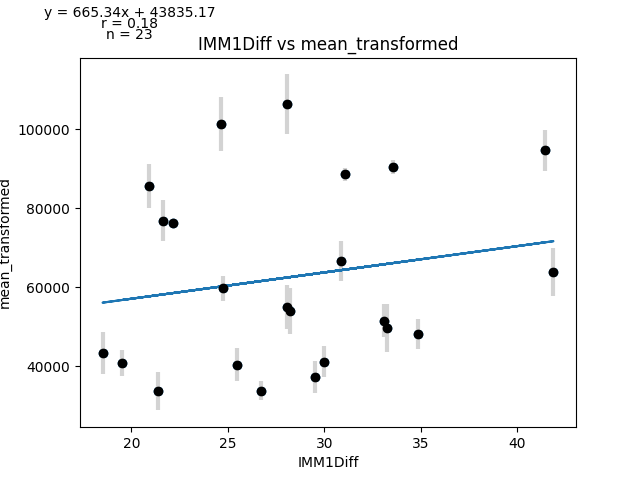 y = 665.34x + 43835.17
r = 0.18
n = 23
IMM1Diff vs mean_transformed
mean_transformed
100000
80000
60000
40000
20
25
30
35
40
IMM1Diff